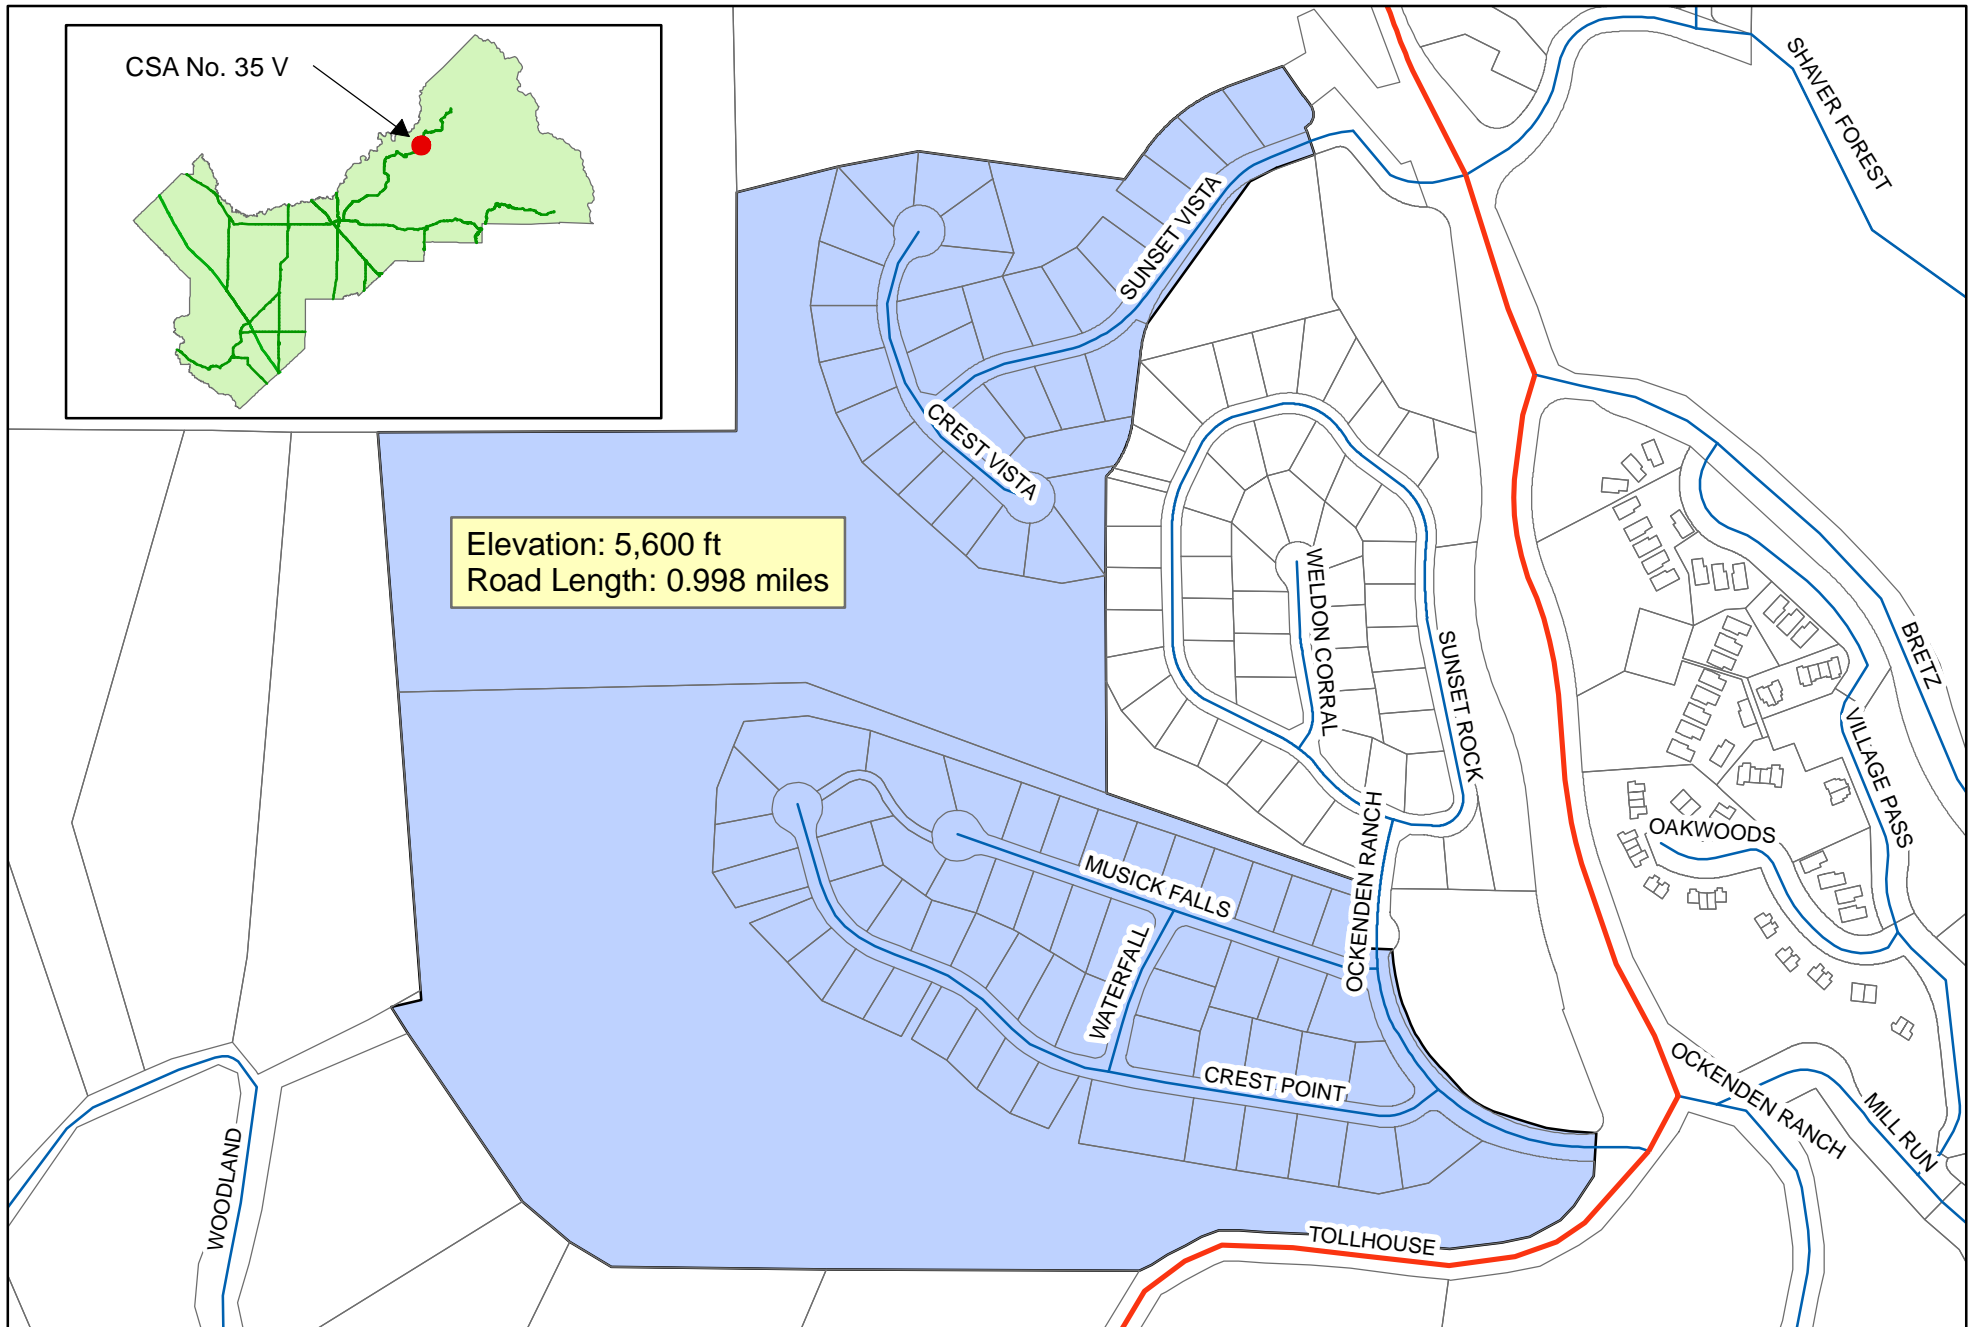 CSA No. 35 V
SHAVER FOREST
SUNSET VISTA
CREST VISTA
Elevation: 5,600 ft
Road Length: 0.998 miles
WELDON CORRAL
SUNSET ROCK
BRETZ
VILLAGE PASS
OAKWOODS
OCKENDEN RANCH
MUSICK FALLS
WATERFALL
CREST POINT
OCKENDEN RANCH
MILL RUN
WOODLAND
TOLLHOUSE